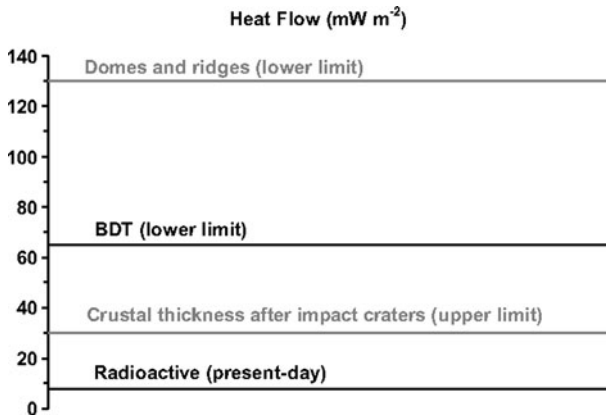 Heat Flow (mW m⁻²)
140
Domes and ridges (lower limit)
120
100
80
BDT (lower limit)
60
40
Crustal thickness after impact craters (upper limit)
20
Radioactive (present-day)
0